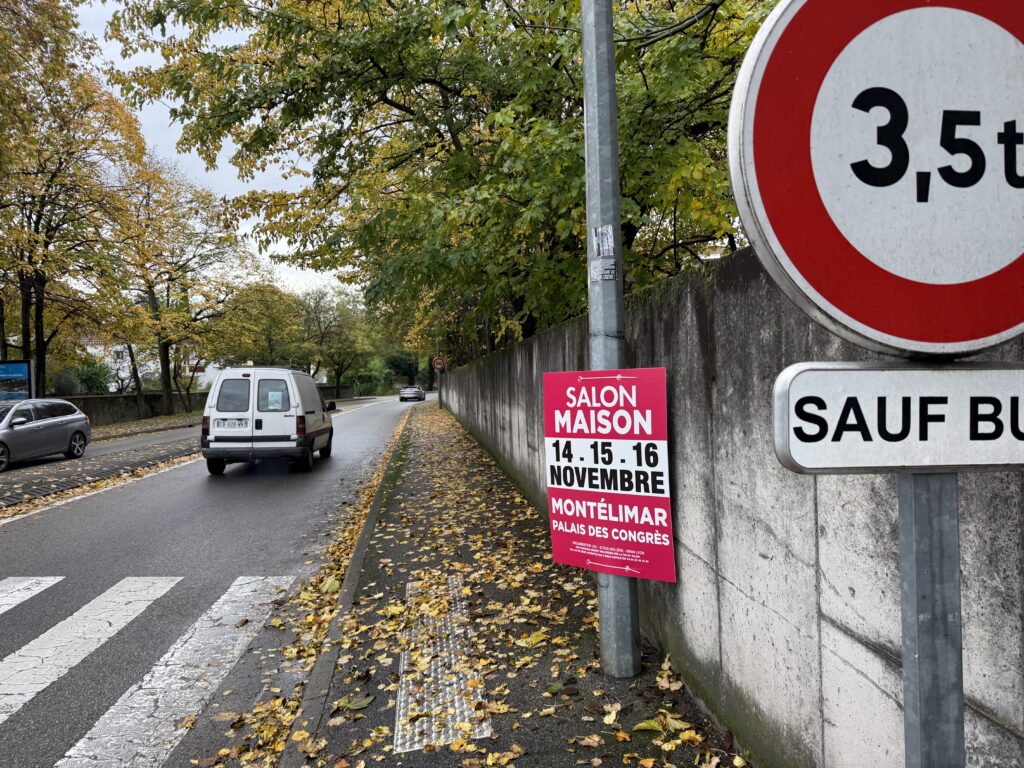 3,5t
SAUF BU
SALON
MAISON
14 . 15 . 16
NOVEMBRE
MONTÉLIMAR
PALAIS DES CONGRÈS